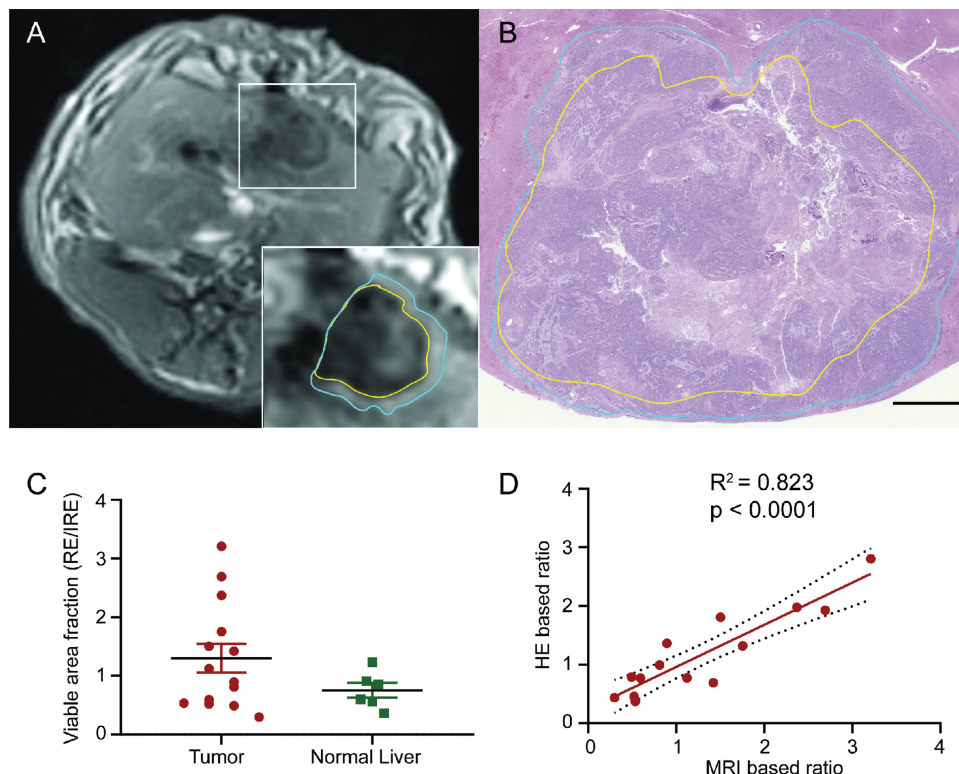 A
B
C
Viable area fraction (RE/IRE)
4
3
2
1
0
Tumor
Normal Liver
D
R² = 0.823
p < 0.0001
HE based ratio
4
3
2
1
0
0
1
2
3
4
MRI based ratio